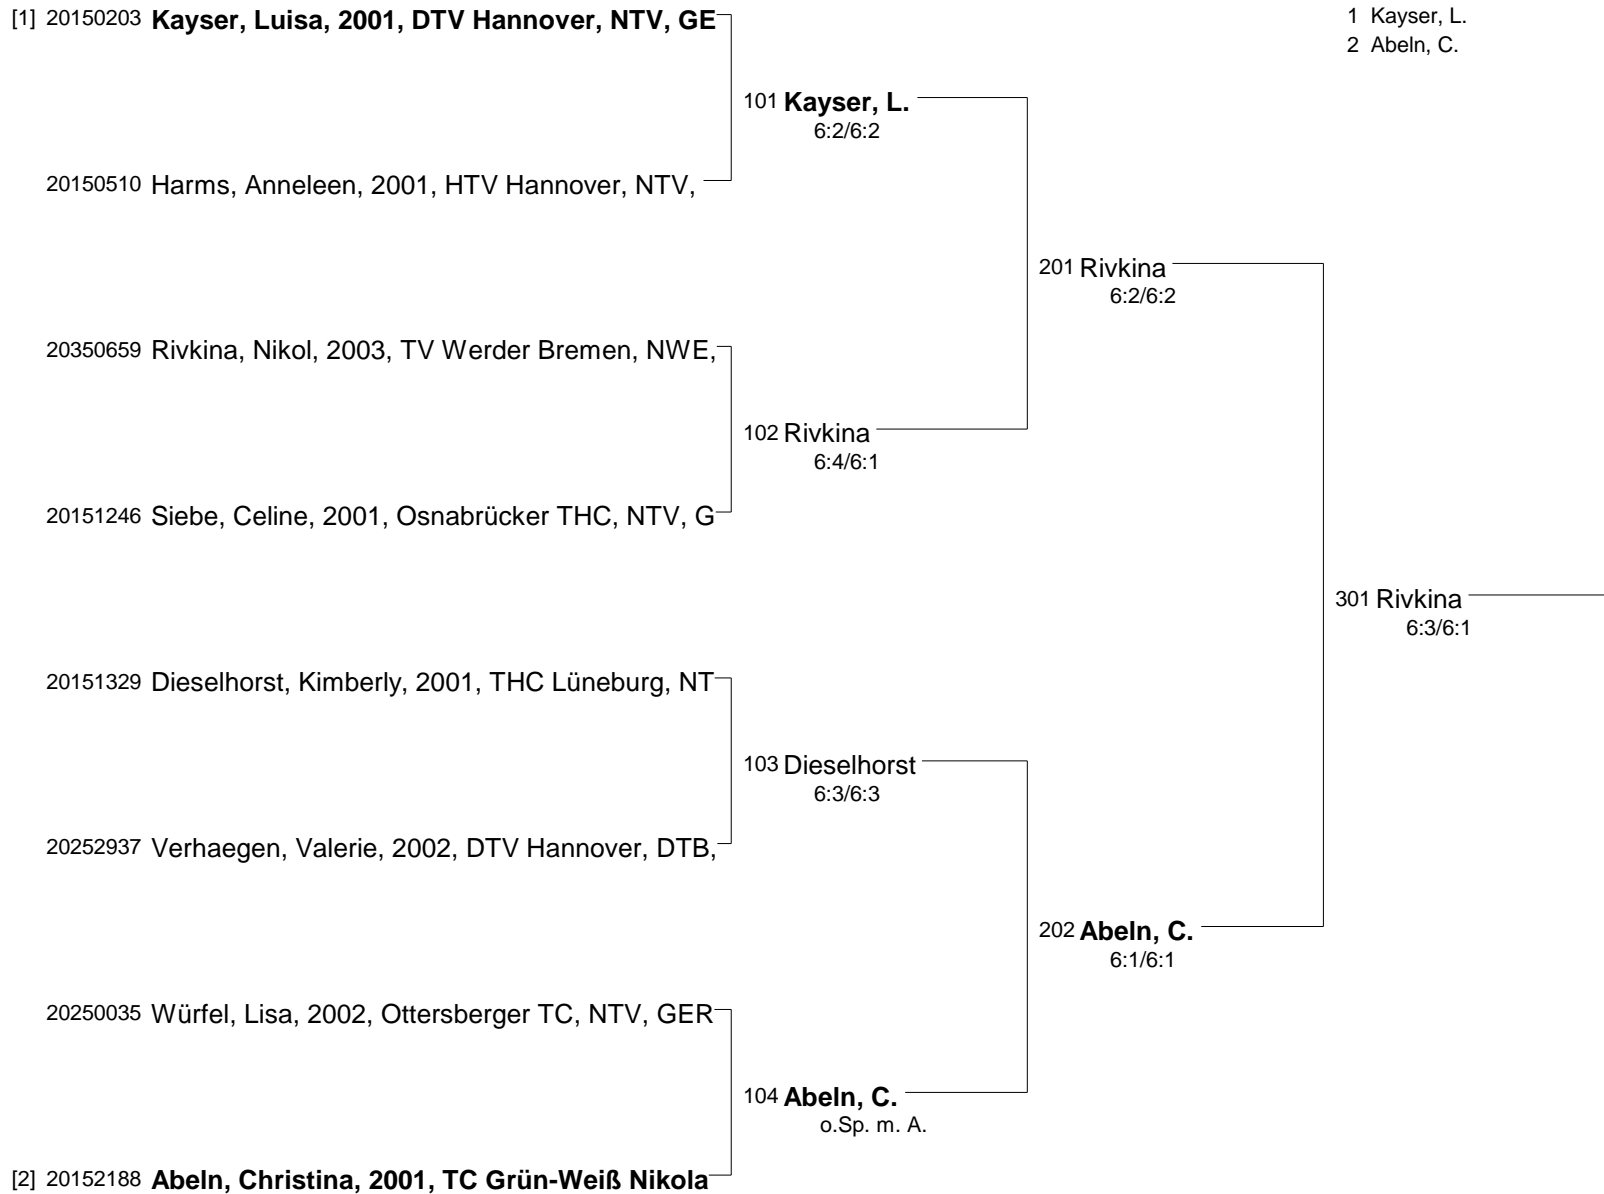 [1] 20150203 Kayser, Luisa, 2001, DTV Hannover, NTV, GE
1 Kayser, L.
2 Abeln, C.
101 Kayser, L.
6:2/6:2
20150510 Harms, Anneleen, 2001, HTV Hannover, NTV,
201 Rivkina
6:2/6:2
20350659 Rivkina, Nikol, 2003, TV Werder Bremen, NWE,
102 Rivkina
6:4/6:1
20151246 Siebe, Celine, 2001, Osnabrücker THC, NTV, G
301 Rivkina
6:3/6:1
20151329 Dieselhorst, Kimberly, 2001, THC Lüneburg, NT
103 Dieselhorst
6:3/6:3
20252937 Verhaegen, Valerie, 2002, DTV Hannover, DTB,
202 Abeln, C.
6:1/6:1
20250035 Würfel, Lisa, 2002, Ottersberger TC, NTV, GER
104 Abeln, C.
o.Sp. m. A.
[2] 20152188 Abeln, Christina, 2001, TC Grün-Weiß Nikola